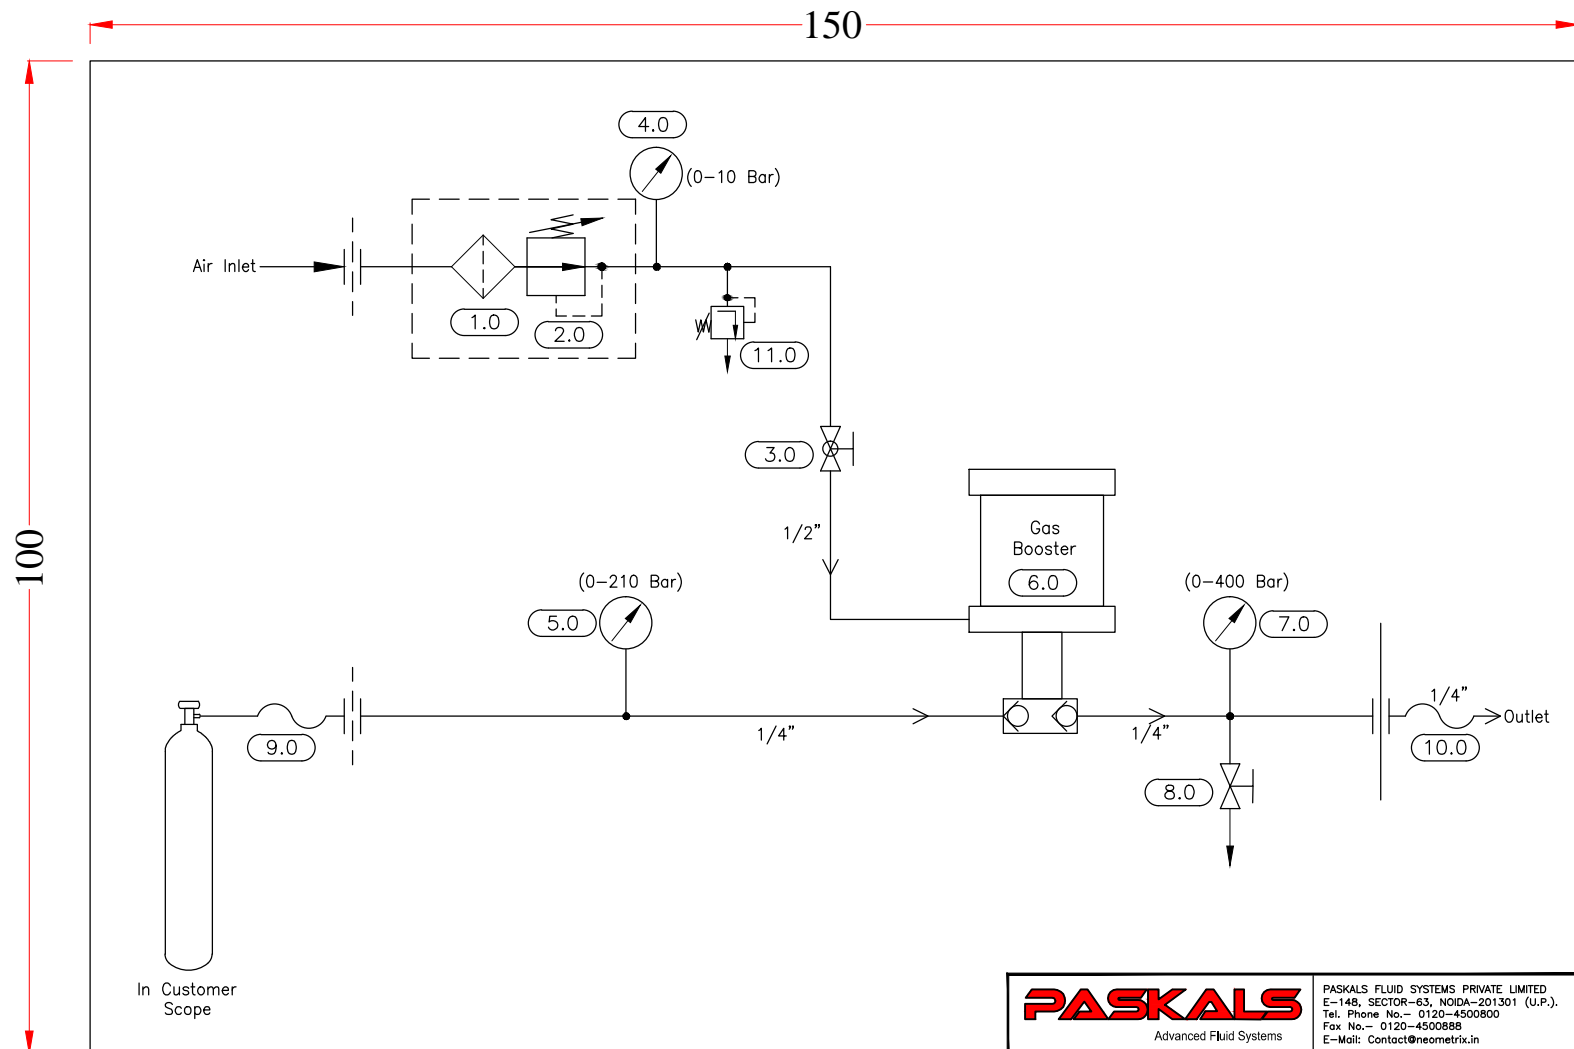 150
100
4.0
(0-10 Bar)
Air Inlet
1.0
2.0
11.0
3.0
1/2"
Gas
Booster
6.0
(0-210 Bar)
5.0
(0-400 Bar)
7.0
9.0
1/4"
1/4"
1/4"
Outlet
10.0
8.0
In Customer
Scope
PASKALS
Advanced Fluid Systems
PASKALS FLUID SYSTEMS PRIVATE LIMITED
E-148, SECTOR-63, NOIDA-201301 (U.P.).
Tel. Phone No.- 0120-4500800
Fax No.- 0120-4500888
E-Mail: Contact@neometrix.in